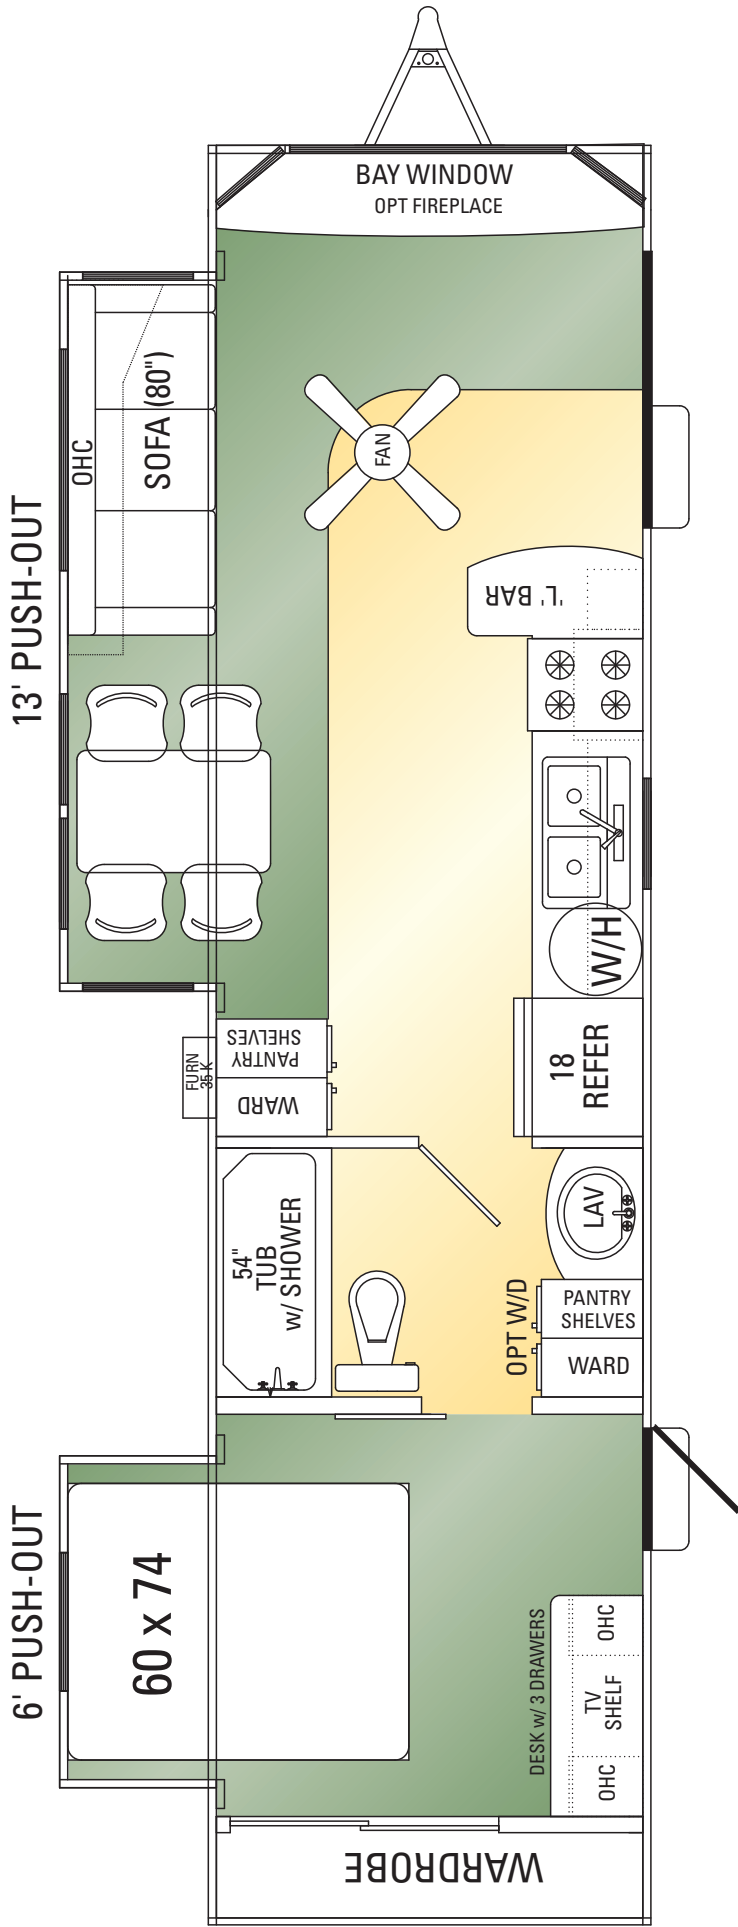 BAY WINDOW
OPT FIREPLACE
13' PUSH-OUT
OHC
SOFA (80")
FAN
'L' BAR
W/H
18
REFER
FURN
35 K
PANTRY
SHELVES
WARD
54"
TUB
w/ SHOWER
LAV
OPT W/D
PANTRY
SHELVES
WARD
6' PUSH-OUT
60 x 74
DESK w/ 3 DRAWERS
OHC
TV
SHELF
OHC
WARDROBE